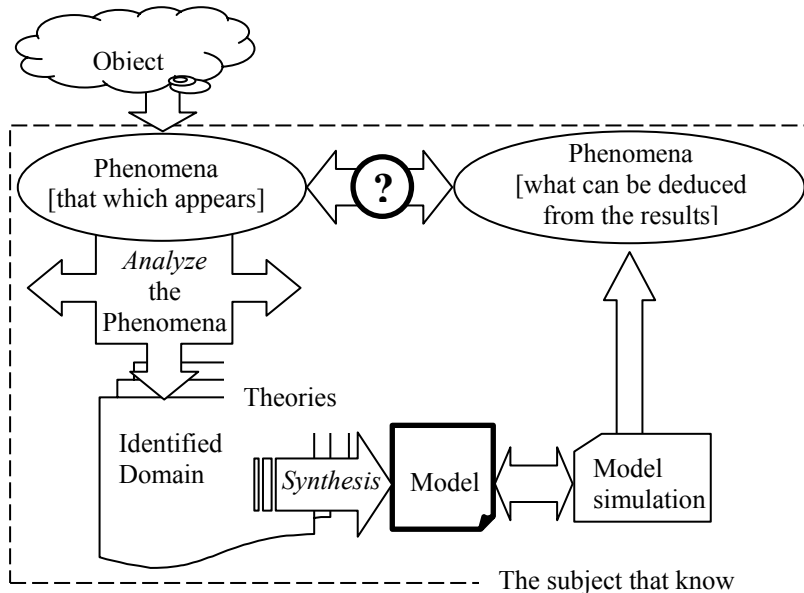 Object
Phenomena
[that which appears]
?
Phenomena
[what can be deduced
from the results]
Analyze
the
Phenomena
Theories
Identified
Domain
Synthesis
Model
Model
simulation
The subject that know